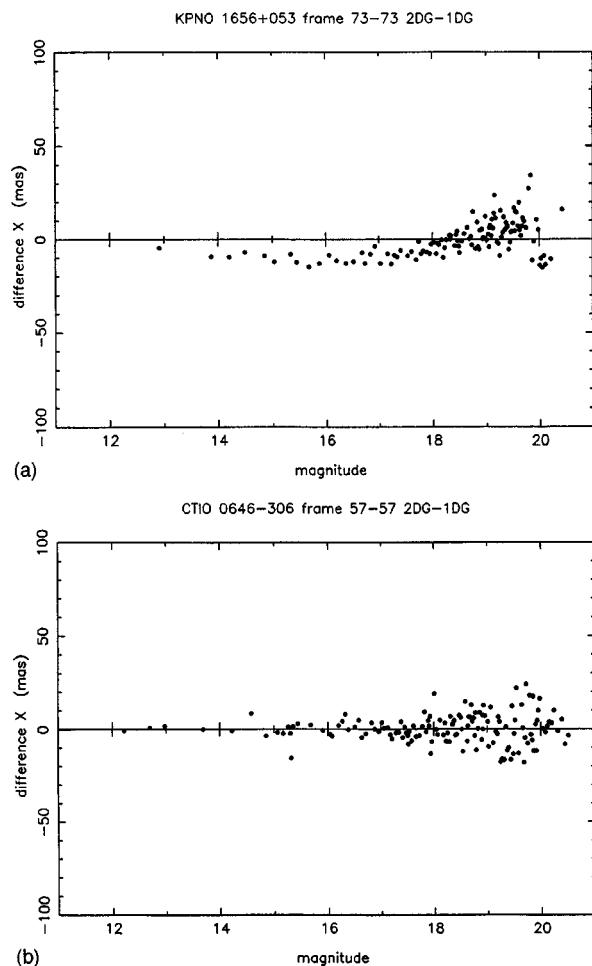 KPNO 1656+053 frame 73-73 2DG-1DG
100
50
0
-50
-100
difference X (mas)
12 14 16 18 20
magnitude
(a)
CTIO 0646-306 frame 57-57 2DG-1DG
100
50
0
-50
-100
difference X (mas)
12 14 16 18 20
magnitude
(b)